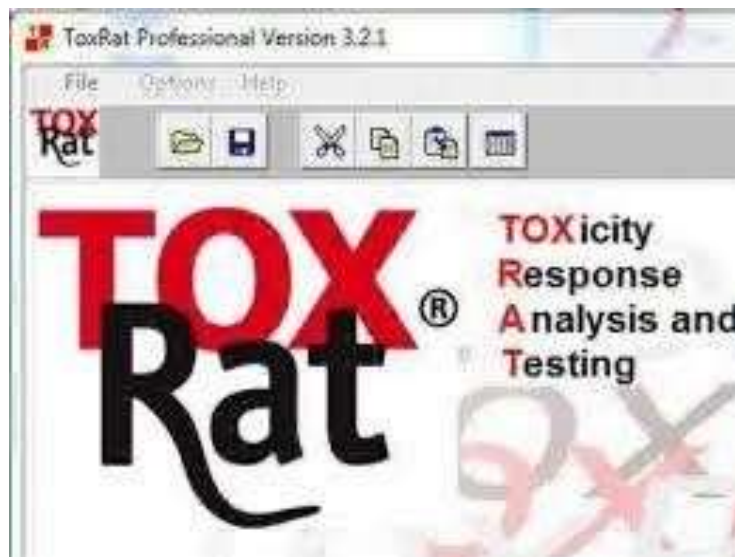 ToxRat Professional Version 3.2.1
File Options Help
TOX
Rat
TOX
Rat®
TOXicity
Response
Analysis and
Testing